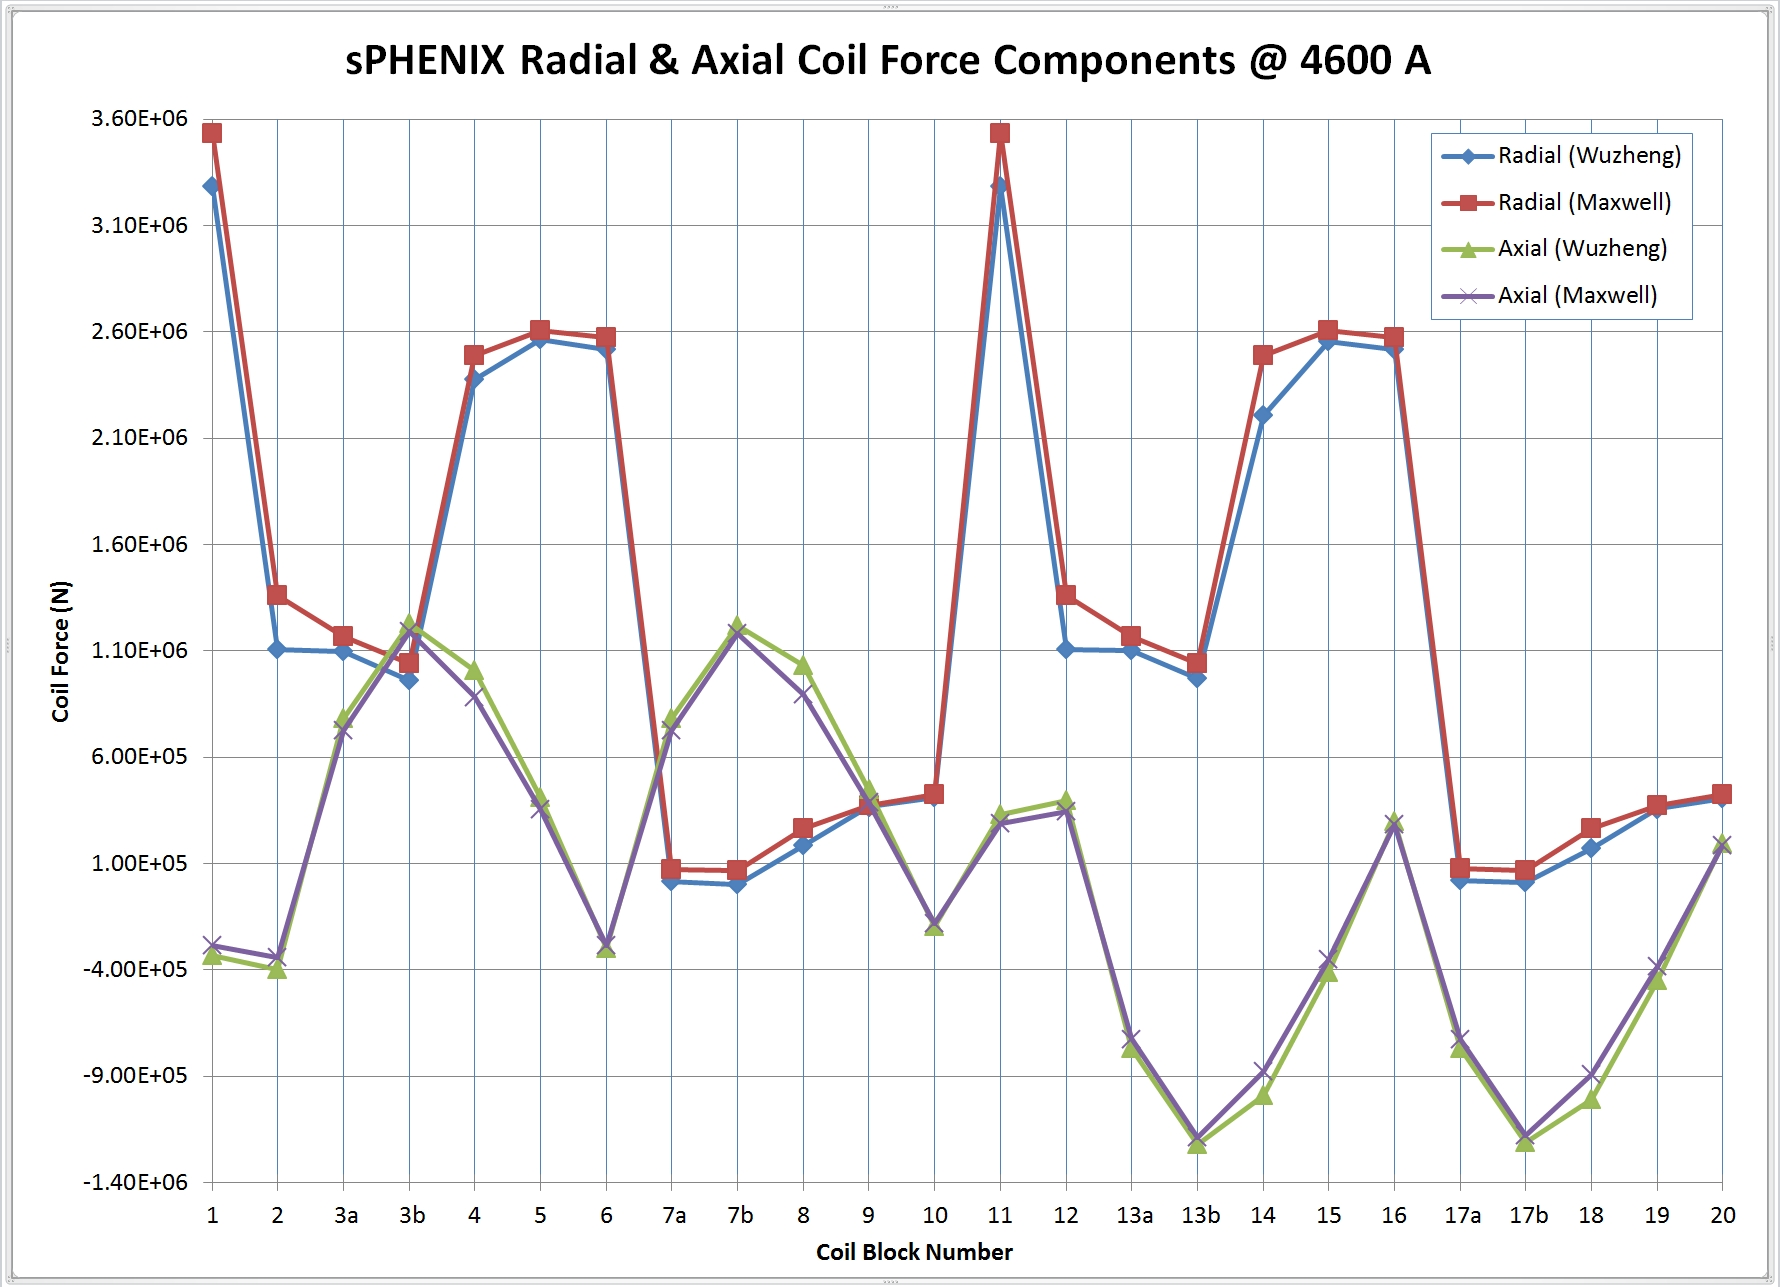 sPHENIX Radial & Axial Coil Force Components @ 4600 A
3.60E+06
3.10E+06
2.60E+06
2.10E+06
1.60E+06
1.10E+06
6.00E+05
1.00E+05
-4.00E+05
-9.00E+05
-1.40E+06
Coil Force (N)
Radial (Wuzheng)
Radial (Maxwell)
Axial (Wuzheng)
Axial (Maxwell)
1 2 3a 3b 4 5 6 7a 7b 8 9 10 11 12 13a 13b 14 15 16 17a 17b 18 19 20
Coil Block Number